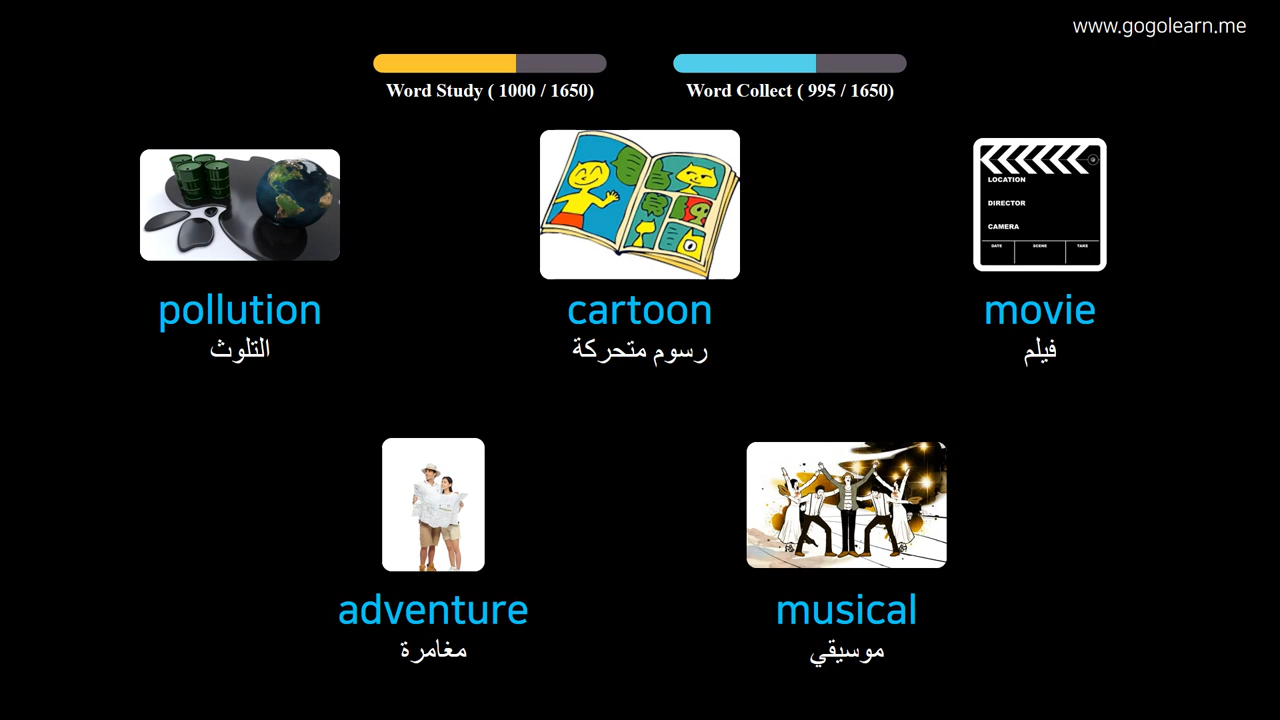 www.gogolearn.me
Word Study ( 1000 / 1650)
Word Collect ( 995 / 1650)
LOCATION
DIRECTOR
CAMERA
DATE SCENE TAKE
pollution
التلوث
cartoon
رسوم متحركة
movie
فيلم
adventure
مغامرة
musical
موسيقي